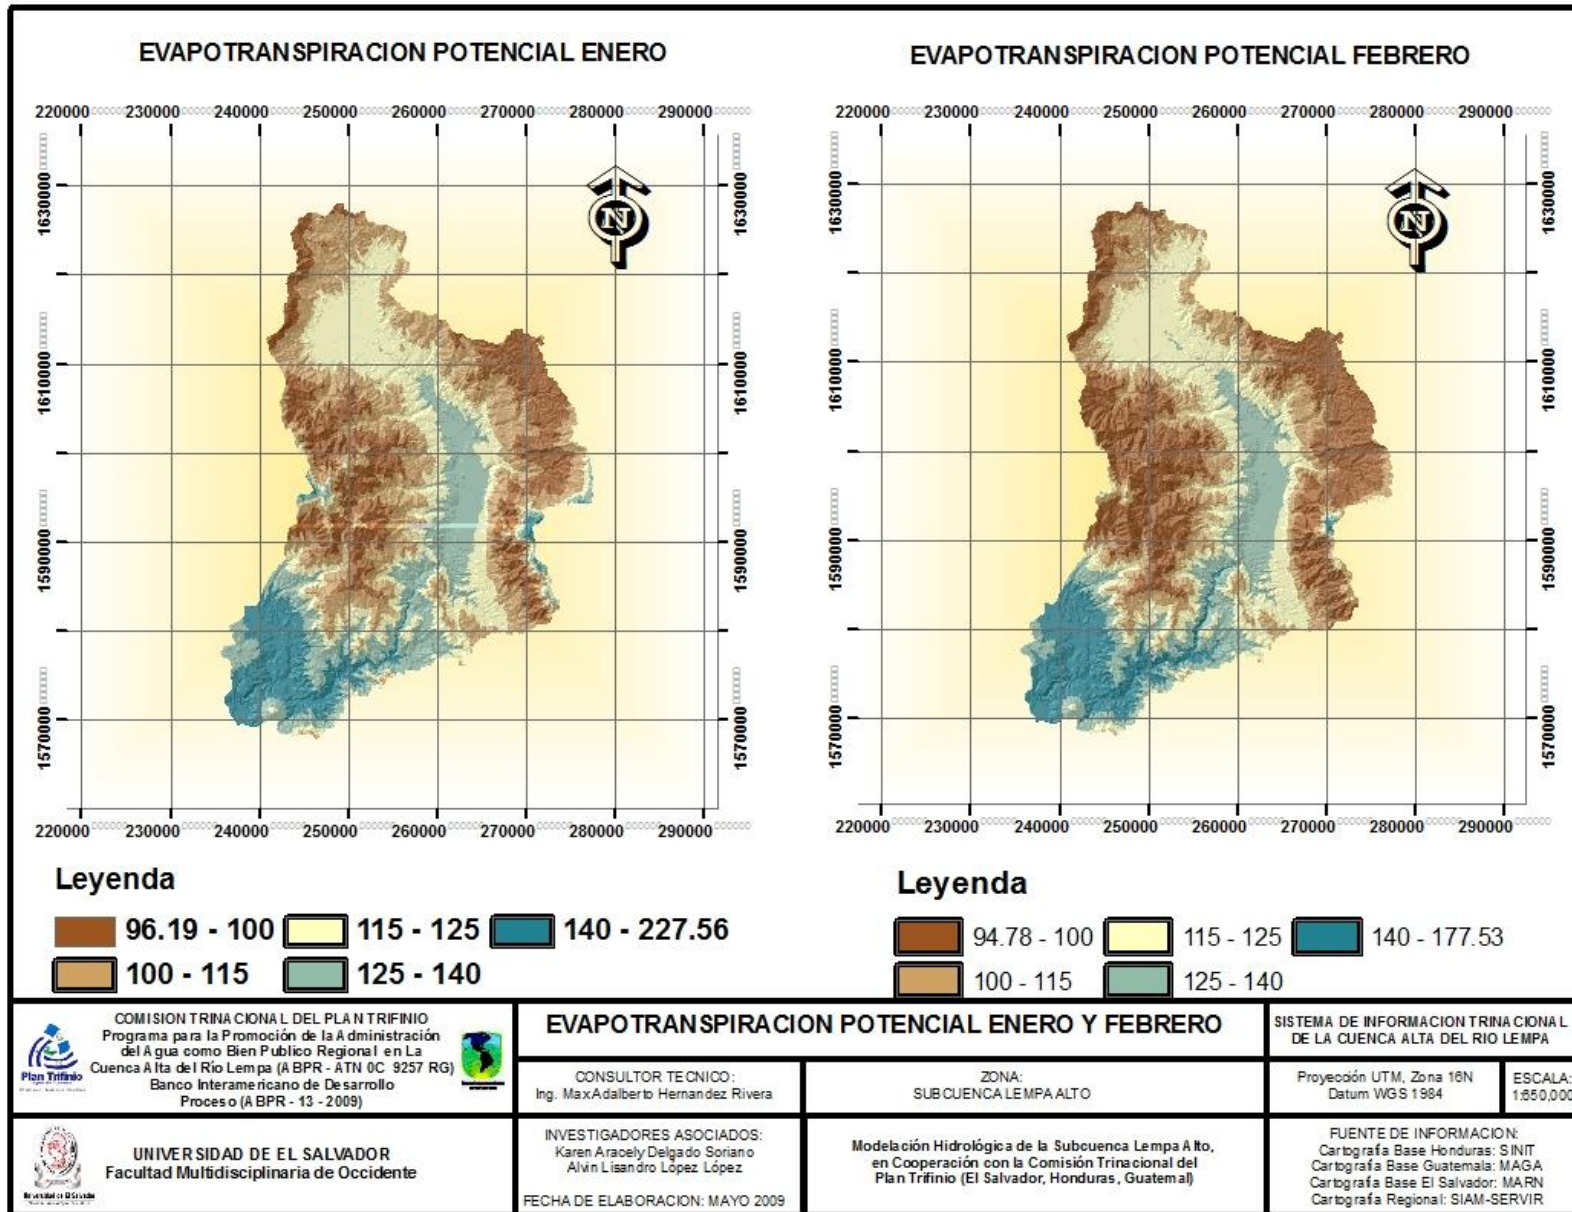 EVAPOTRANSPIRACION POTENCIAL ENERO
220000 230000 240000 250000 260000 270000 280000 290000
1630000
1610000
1590000
1570000
1630000
1610000
1590000
1570000
N
220000 230000 240000 250000 260000 270000 280000 290000
Leyenda
96.19 - 100 115 - 125 140 - 227.56
100 - 115 125 - 140
EVAPOTRANSPIRACION POTENCIAL FEBRERO
220000 230000 240000 250000 260000 270000 280000 290000
1630000
1610000
1590000
1570000
1630000
1610000
1590000
1570000
N
220000 230000 240000 250000 260000 270000 280000 290000
Leyenda
94.78 - 100 115 - 125 140 - 177.53
100 - 115 125 - 140
Plan Trifinio
COMISION TRINACIONAL DEL PLAN TRIFINIO
Programa para la Promoción de la Administración
del Agua como Bien Publico Regional en La
Cuenca Alta del Río Lempa (ABPR - ATN OC 9257 RG)
Banco Interamericano de Desarrollo
Proceso (ABPR - 13 - 2009)
EVAPOTRANSPIRACION POTENCIAL ENERO Y FEBRERO
SISTEMA DE INFORMACION TRINACIONAL
DE LA CUENCA ALTA DEL RIO LEMPA
CONSULTOR TECNICO:
Ing. MaxAdalberto Hernandez Rivera
ZONA:
SUBCUENCA LEMPA ALTO
Proyección UTM, Zona 16N
Datum WGS 1984
ESCALA:
1:650,000
Universidad de El Salvador
UNIVERSIDAD DE EL SALVADOR
Facultad Multidisciplinaria de Occidente
INVESTIGADORES ASOCIADOS:
Karen Aracely Delgado Soriano
Alvin Lisandro López López
FECHA DE ELABORACION: MAYO 2009
Modelación Hidrológica de la Subcuenca Lempa Alto,
en Cooperación con la Comisión Trinacional del
Plan Trifinio (El Salvador, Honduras, Guatemal)
FUENTE DE INFORMACION:
Cartografía Base Honduras: SINIT
Cartografía Base Guatemala: MAGA
Cartografía Base El Salvador: MARN
Cartografía Regional: SIAM-SERVIR